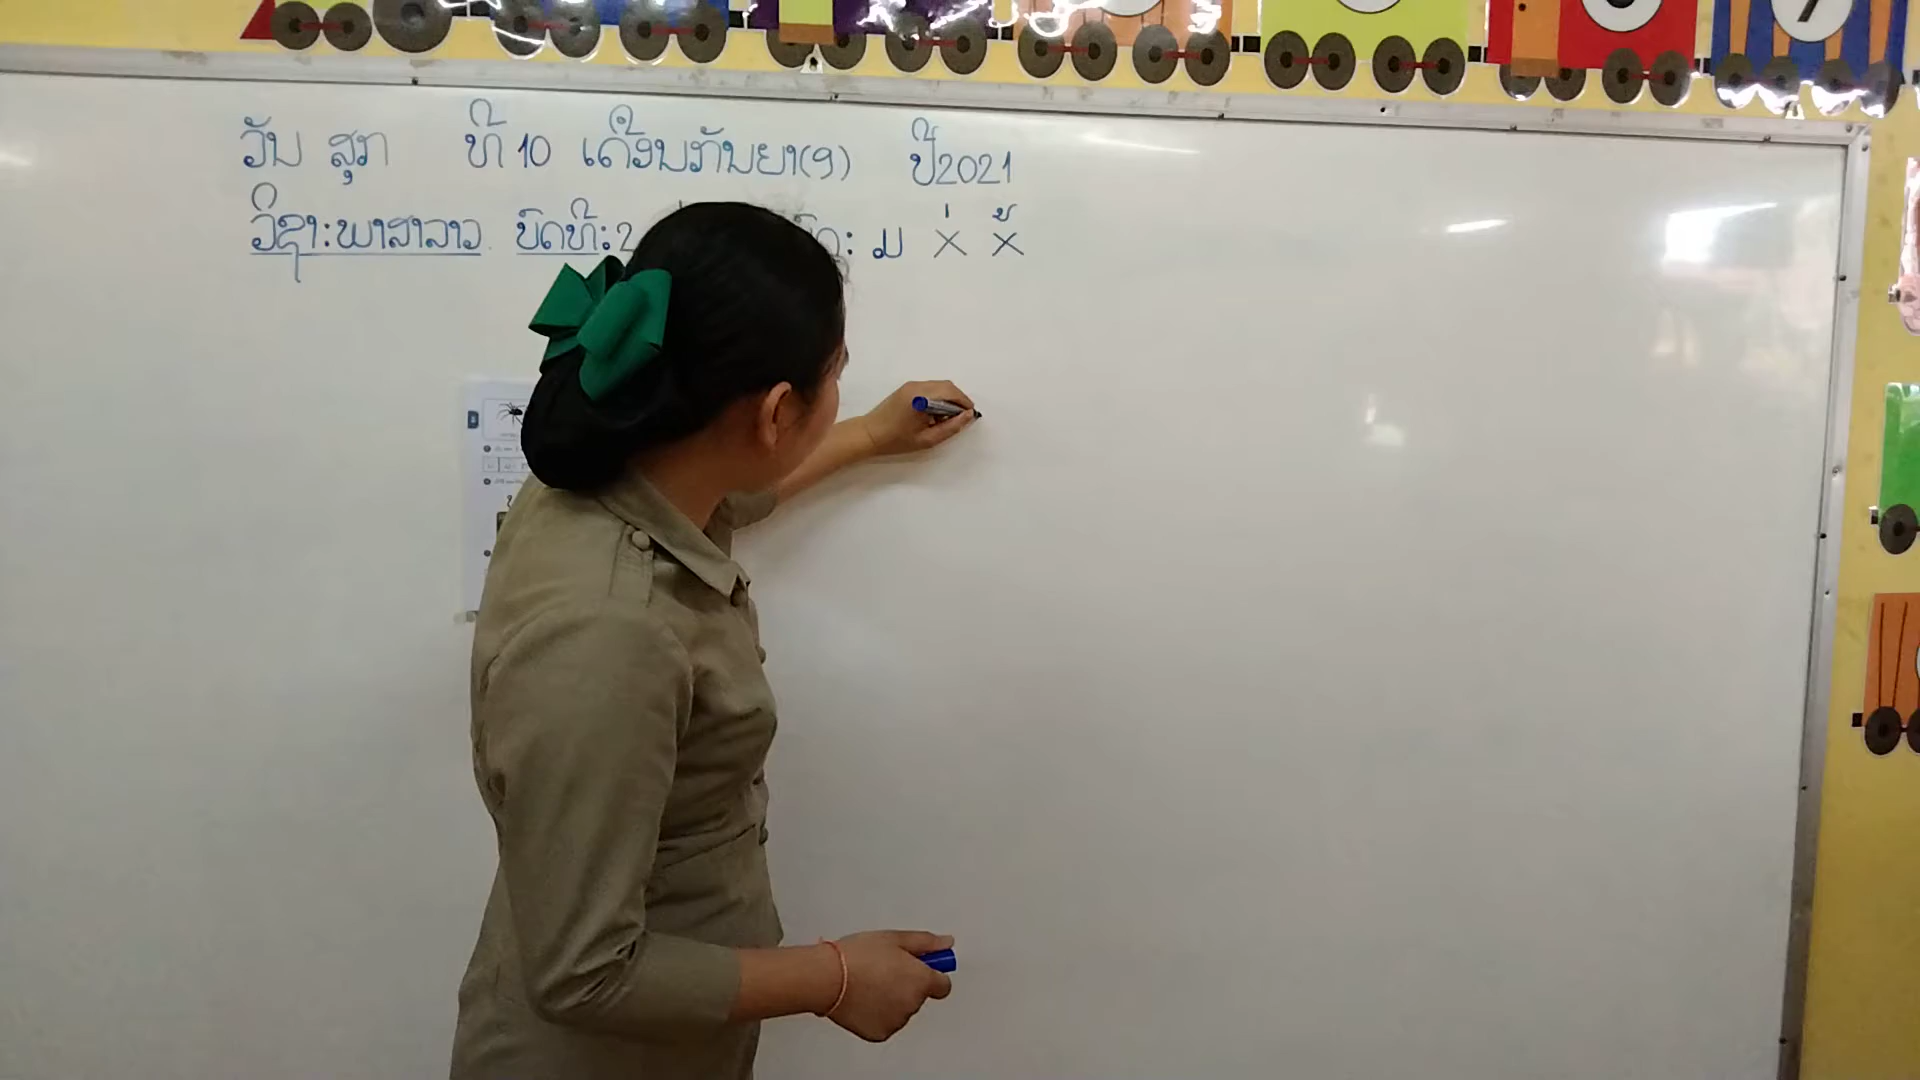 ວັນ ສຸກ ທີ 10 ເດືອນກັນຍາ(9) ປີ2021
ວິຊາ:ພາສາລາວ ບົດທີ:2 ມ x່ x້